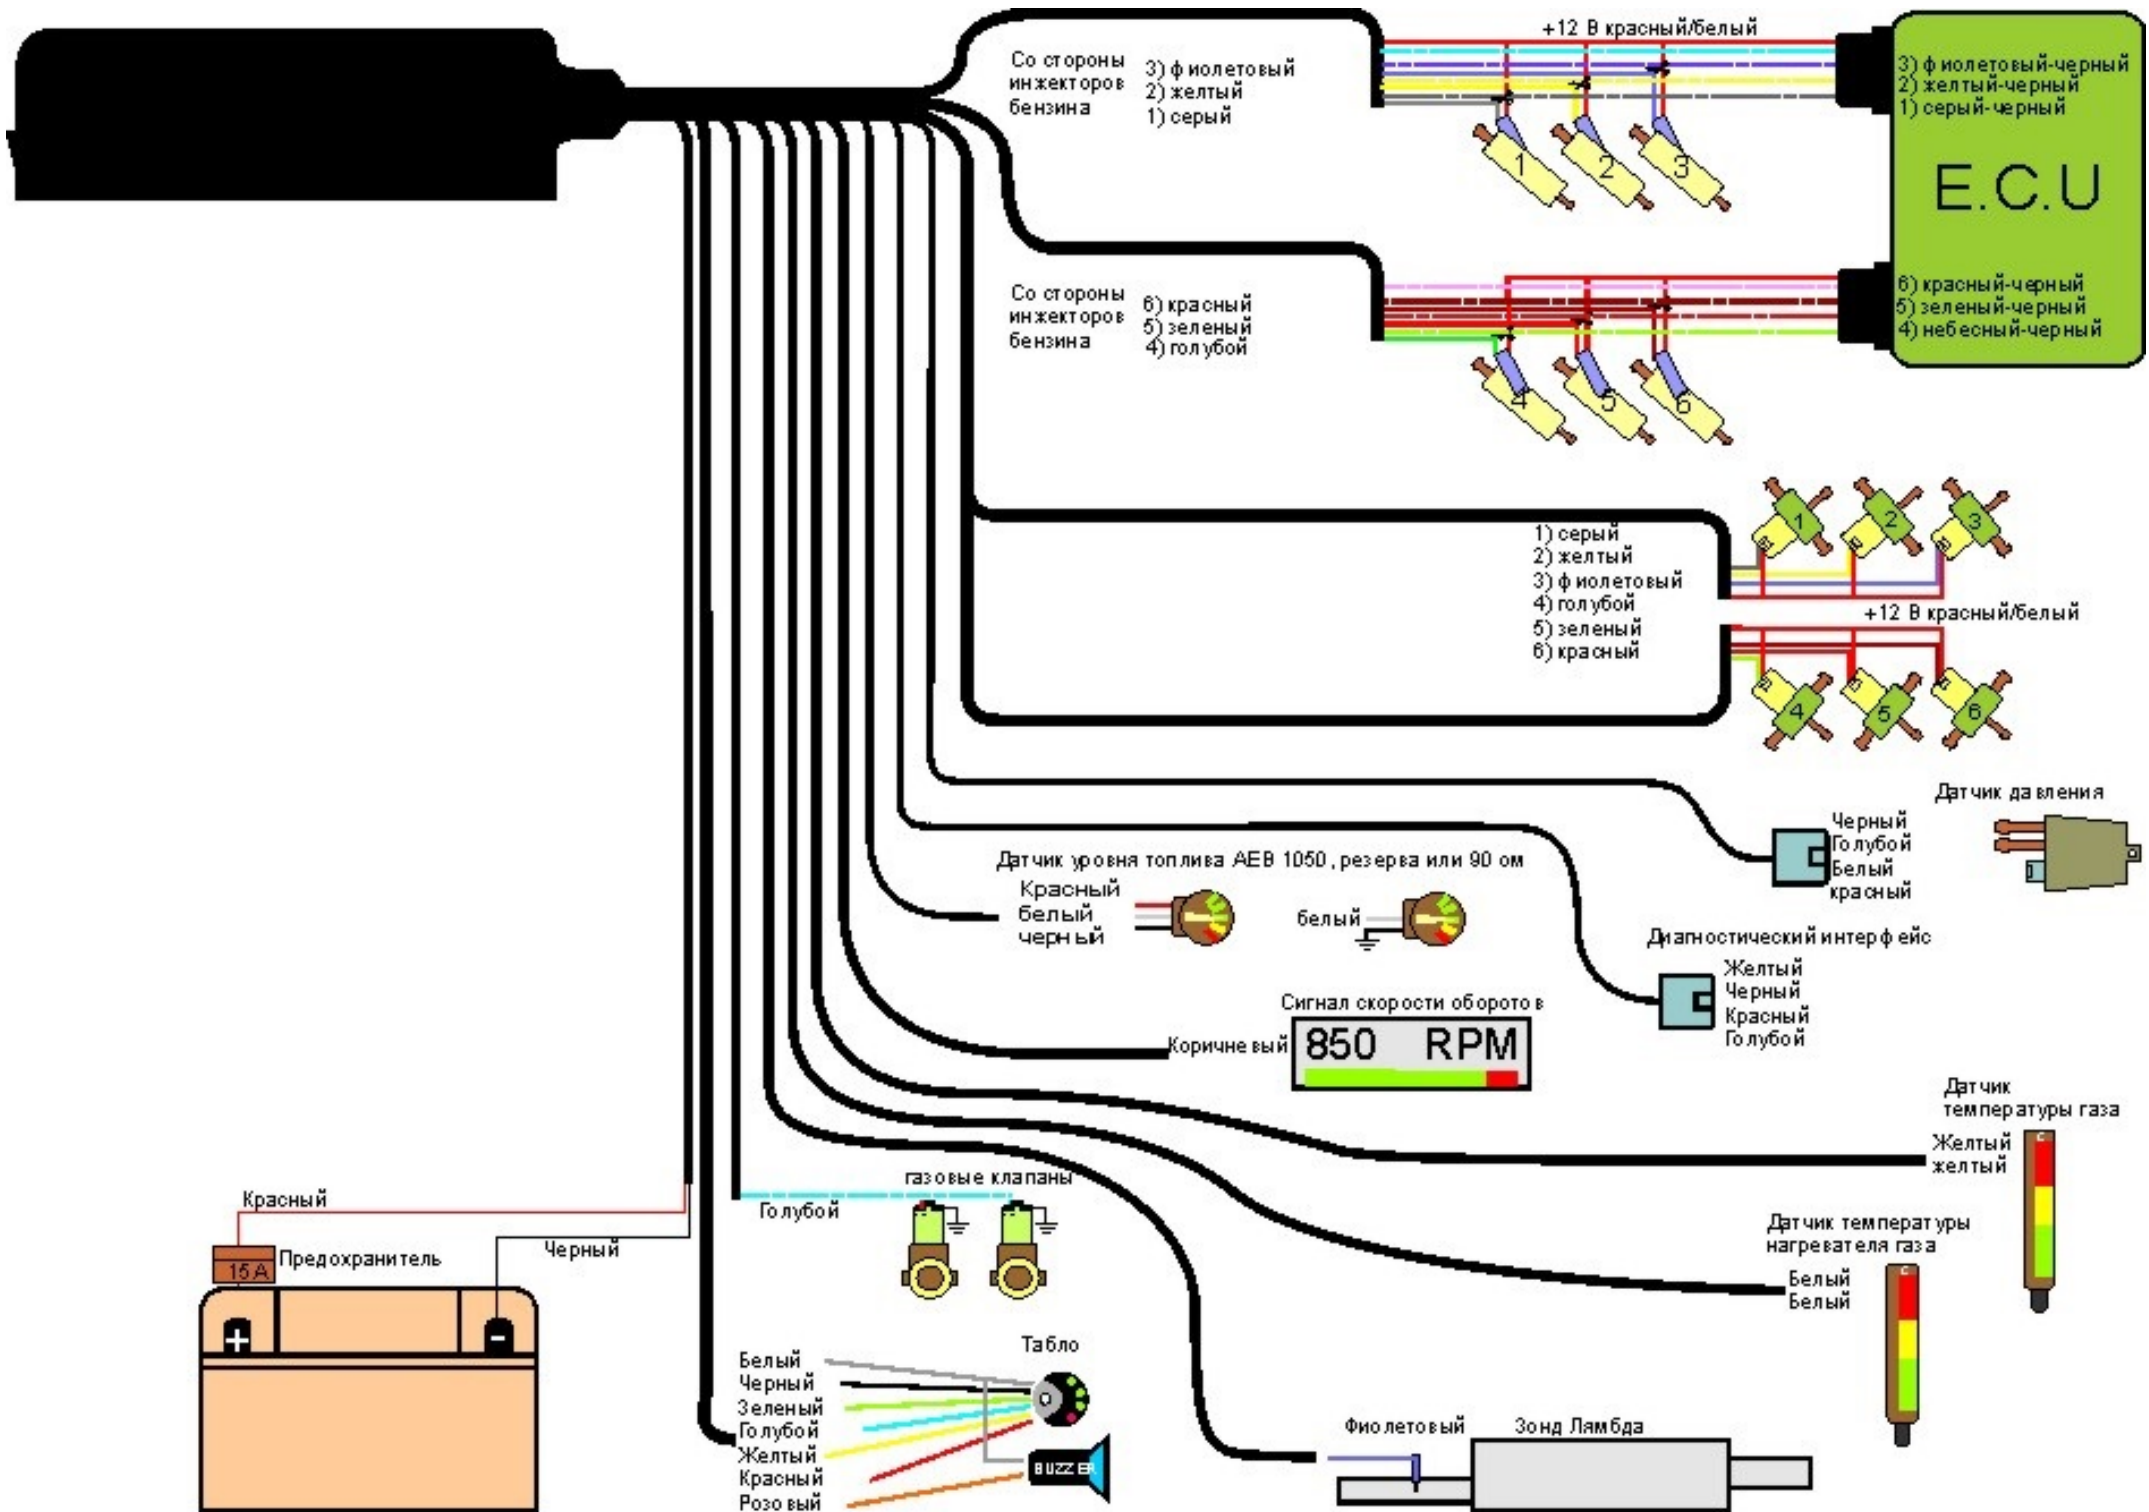 +12 В красный/белый
Со стороны
инжекторов
бензина
3) фиолетовый
2) желтый
1) серый
3) фиолетовый-черный
2) желтый-черный
1) серый-черный
1
2
3
E.C.U
Со стороны
инжекторов
бензина
6) красный
5) зеленый
4) голубой
6) красный-черный
5) зеленый-черный
4) небесный-черный
4
5
6
1
2
3
1) серый
2) желтый
3) фиолетовый
4) голубой
5) зеленый
6) красный
+12 В красный/белый
4
5
6
Датчик давления
Черный
Голубой
Белый
красный
Датчик уровня топлива АЕВ 1050, резерва или 90 ом
Красный
белый
черный
белый
Диагностический интерфейс
Желтый
Черный
Красный
Голубой
Сигнал скорости оборотов
Коричневый
850 RPM
Датчик
температуры газа
Желтый
желтый
C
газовые клапаны
Голубой
Красный
Черный
Предохранитель
15А
+
-
Датчик температуры
нагревателя газа
Белый
Белый
C
Табло
Белый
Черный
Зеленый
Голубой
Желтый
Красный
Розовый
BUZZER
Фиолетовый
Зонд Лямбда